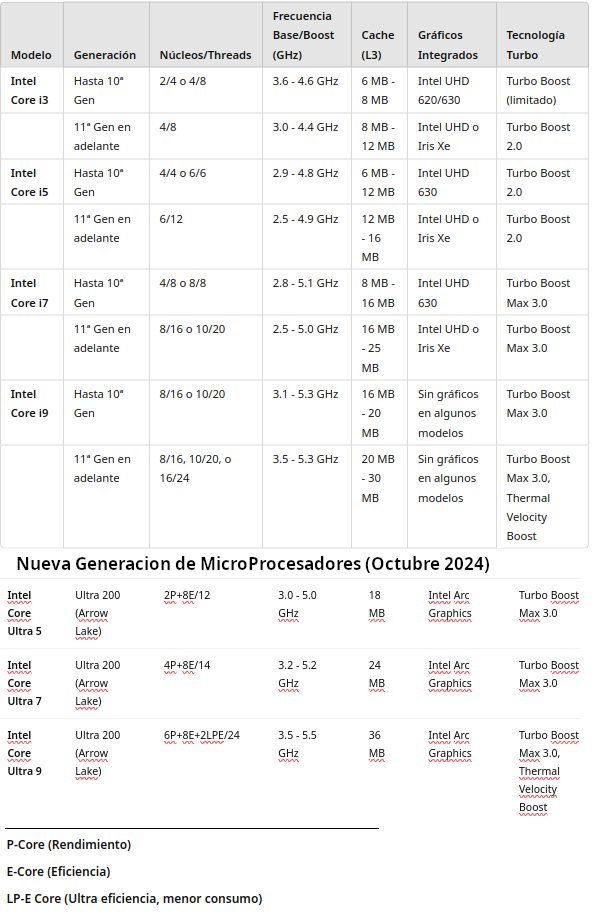 Modelo Generación Núcleos/Threads Frecuencia Base/Boost (GHz) Cache (L3) Gráficos Integrados Tecnología Turbo
Intel Core i3 Hasta 10ª Gen 2/4 o 4/8 3.6 - 4.6 GHz 6 MB - 8 MB Intel UHD 620/630 Turbo Boost (limitado)
11ª Gen en adelante 4/8 3.0 - 4.4 GHz 8 MB - 12 MB Intel UHD o Iris Xe Turbo Boost 2.0
Intel Core i5 Hasta 10ª Gen 4/4 o 6/6 2.9 - 4.8 GHz 6 MB - 12 MB Intel UHD 630 Turbo Boost 2.0
11ª Gen en adelante 6/12 2.5 - 4.9 GHz 12 MB - 16 MB Intel UHD o Iris Xe Turbo Boost 2.0
Intel Core i7 Hasta 10ª Gen 4/8 o 8/8 2.8 - 5.1 GHz 8 MB - 16 MB Intel UHD 630 Turbo Boost Max 3.0
11ª Gen en adelante 8/16 o 10/20 2.5 - 5.0 GHz 16 MB - 25 MB Intel UHD o Iris Xe Turbo Boost Max 3.0
Intel Core i9 Hasta 10ª Gen 8/16 o 10/20 3.1 - 5.3 GHz 16 MB - 20 MB Sin gráficos en algunos modelos Turbo Boost Max 3.0
11ª Gen en adelante 8/16, 10/20, o 16/24 3.5 - 5.3 GHz 20 MB - 30 MB Sin gráficos en algunos modelos Turbo Boost Max 3.0, Thermal Velocity Boost
Nueva Generacion de MicroProcesadores (Octubre 2024)
Intel Core Ultra 5 Ultra 200 (Arrow Lake) 2P+8E/12 3.0 - 5.0 GHz 18 MB Intel Arc Graphics Turbo Boost Max 3.0
Intel Core Ultra 7 Ultra 200 (Arrow Lake) 4P+8E/14 3.2 - 5.2 GHz 24 MB Intel Arc Graphics Turbo Boost Max 3.0
Intel Core Ultra 9 Ultra 200 (Arrow Lake) 6P+8E+2LPE/24 3.5 - 5.5 GHz 36 MB Intel Arc Graphics Turbo Boost Max 3.0, Thermal Velocity Boost
P-Core (Rendimiento)
E-Core (Eficiencia)
LP-E Core (Ultra eficiencia, menor consumo)